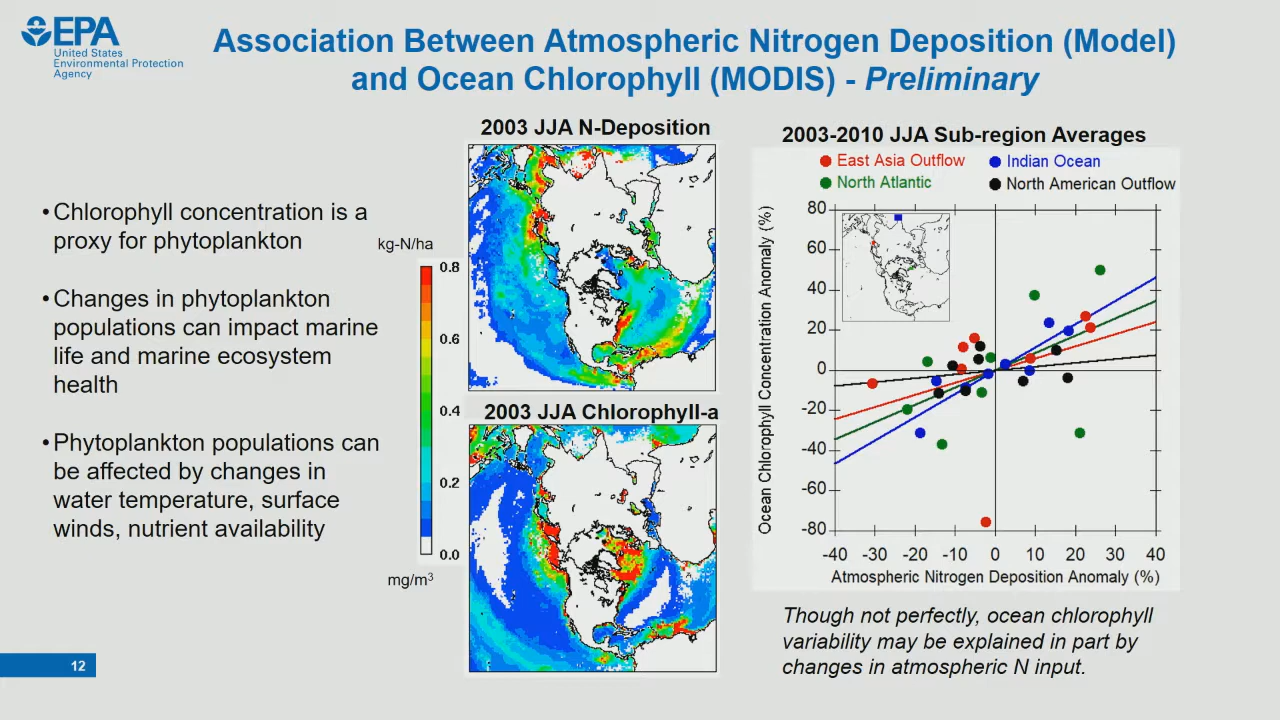 EPA
United States
Environmental Protection
Agency
Association Between Atmospheric Nitrogen Deposition (Model)
and Ocean Chlorophyll (MODIS) - Preliminary
• Chlorophyll concentration is a
proxy for phytoplankton
• Changes in phytoplankton
populations can impact marine
life and marine ecosystem
health
• Phytoplankton populations can
be affected by changes in
water temperature, surface
winds, nutrient availability
kg-N/ha
0.8
0.6
0.4
0.2
0.0
mg/m³
2003 JJA N-Deposition
2003 JJA Chlorophyll-a
2003-2010 JJA Sub-region Averages
East Asia Outflow
Indian Ocean
North Atlantic
North American Outflow
Ocean Chlorophyll Concentration Anomaly (%)
80
60
40
20
0
-20
-40
-60
-80
-40 -30 -20 -10 0 10 20 30 40
Atmospheric Nitrogen Deposition Anomaly (%)
Though not perfectly, ocean chlorophyll
variability may be explained in part by
changes in atmospheric N input.
12